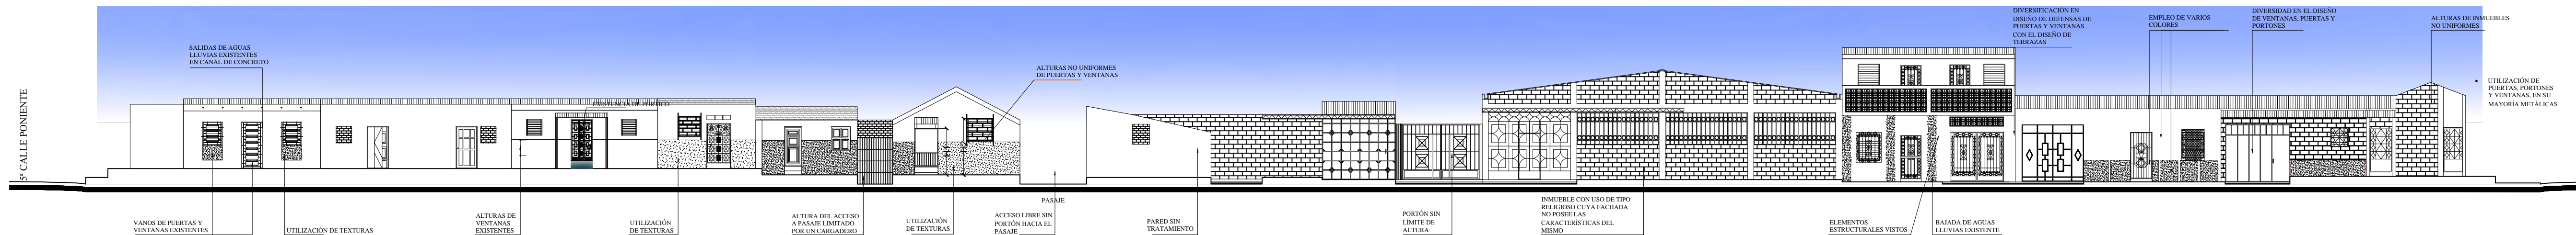 5ª CALLE PONIENTE
SALIDAS DE AGUAS
LLUVIAS EXISTENTES
EN CANAL DE CONCRETO
EXISTENCIA DE PÓRTICO
ALTURAS NO UNIFORMES
DE PUERTAS Y VENTANAS
DIVERSIFICACIÓN EN
DISEÑO DE DEFENSAS DE
PUERTAS Y VENTANAS
CON EL DISEÑO DE
TERRAZAS
EMPLEO DE VARIOS
COLORES
DIVERSIDAD EN EL DISEÑO
DE VENTANAS, PUERTAS Y
PORTONES
ALTURAS DE INMUEBLES
NO UNIFORMES
• UTILIZACIÓN DE
PUERTAS, PORTONES
Y VENTANAS, EN SU
MAYORÍA METÁLICAS
VANOS DE PUERTAS Y
VENTANAS EXISTENTES
UTILIZACIÓN DE TEXTURAS
ALTURAS DE
VENTANAS
EXISTENTES
UTILIZACIÓN
DE TEXTURAS
ALTURA DEL ACCESO
A PASAJE LIMITADO
POR UN CARGADERO
UTILIZACIÓN
DE TEXTURAS
ACCESO LIBRE SIN
PORTÓN HACIA EL
PASAJE
PASAJE
PARED SIN
TRATAMIENTO
PORTÓN SIN
LÍMITE DE
ALTURA
INMUEBLE CON USO DE TIPO
RELIGIOSO CUYA FACHADA
NO POSEE LAS
CARACTERÍSTICAS DEL
MISMO
ELEMENTOS
ESTRUCTURALES VISTOS
BAJADA DE AGUAS
LLUVIAS EXISTENTE